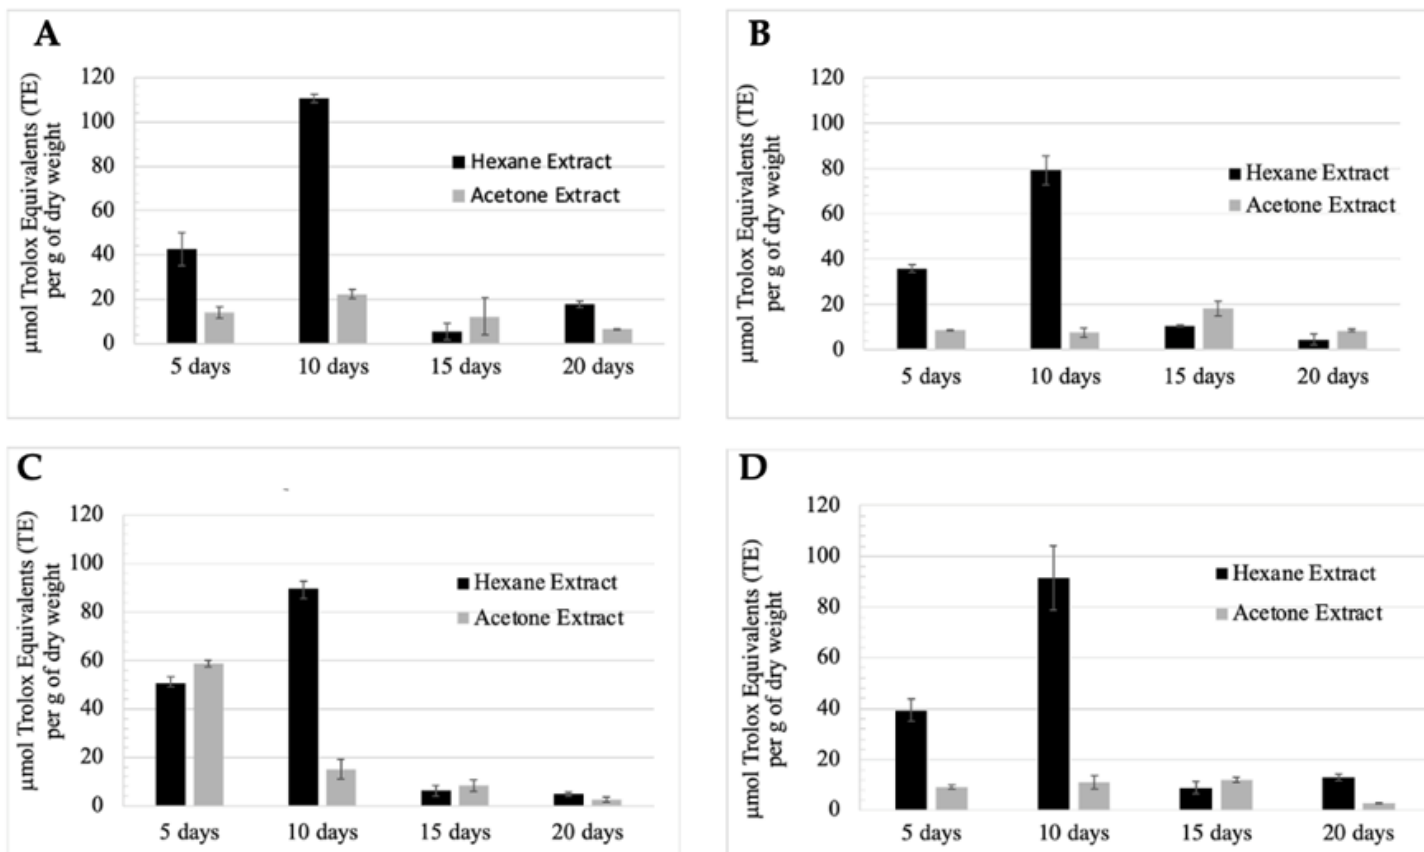 A
µmol Trolox Equivalents (TE)
per g of dry weight
120
100
80
60
40
20
0
Hexane Extract
Acetone Extract
5 days
10 days
15 days
20 days
B
µmol Trolox Equivalents (TE)
per g of dry weight
120
100
80
60
40
20
0
Hexane Extract
Acetone Extract
5 days
10 days
15 days
20 days
C
µmol Trolox Equivalents (TE)
per g of dry weight
120
100
80
60
40
20
0
Hexane Extract
Acetone Extract
5 days
10 days
15 days
20 days
D
µmol Trolox Equivalents (TE)
per g of dry weight
120
100
80
60
40
20
0
Hexane Extract
Acetone Extract
5 days
10 days
15 days
20 days